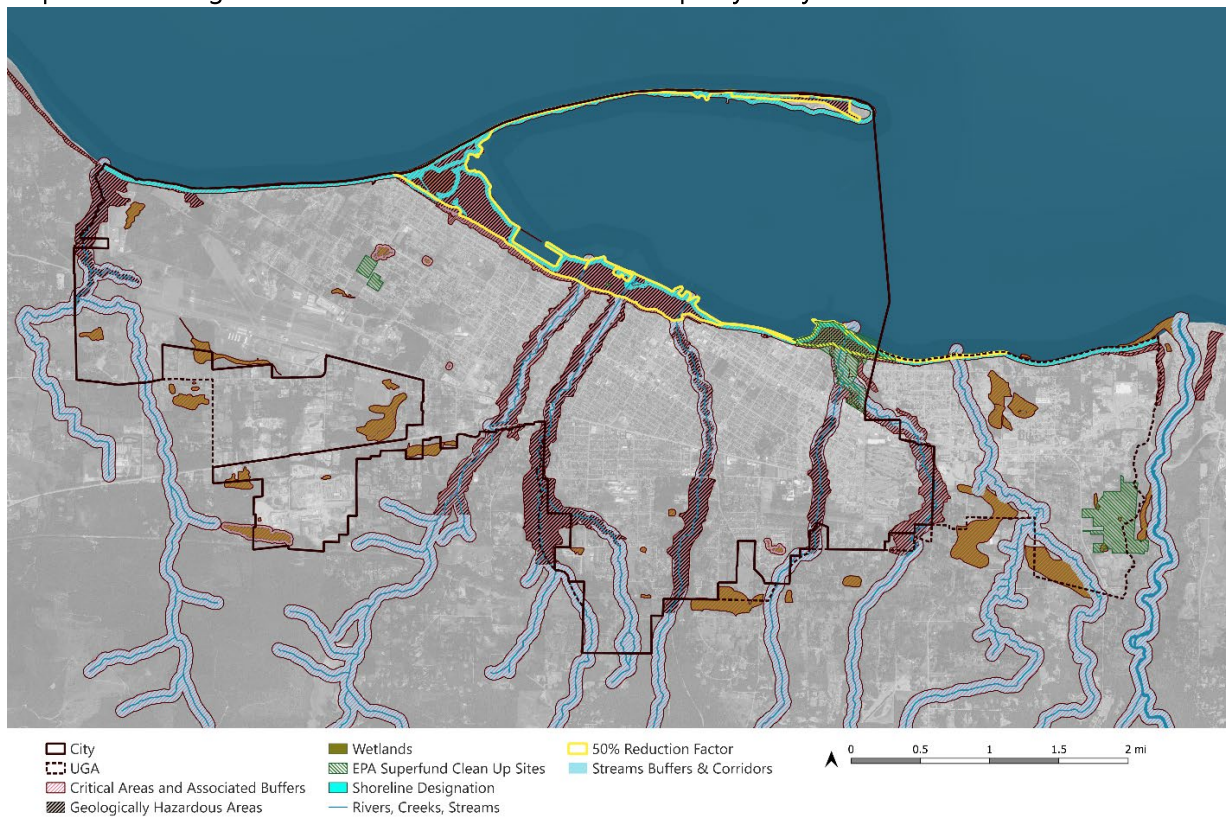 City
UGA
Critical Areas and Associated Buffers
Geologically Hazardous Areas
Wetlands
EPA Superfund Clean Up Sites
Shoreline Designation
Rivers, Creeks, Streams
50% Reduction Factor
Streams Buffers & Corridors
0 0.5 1 1.5 2 mi